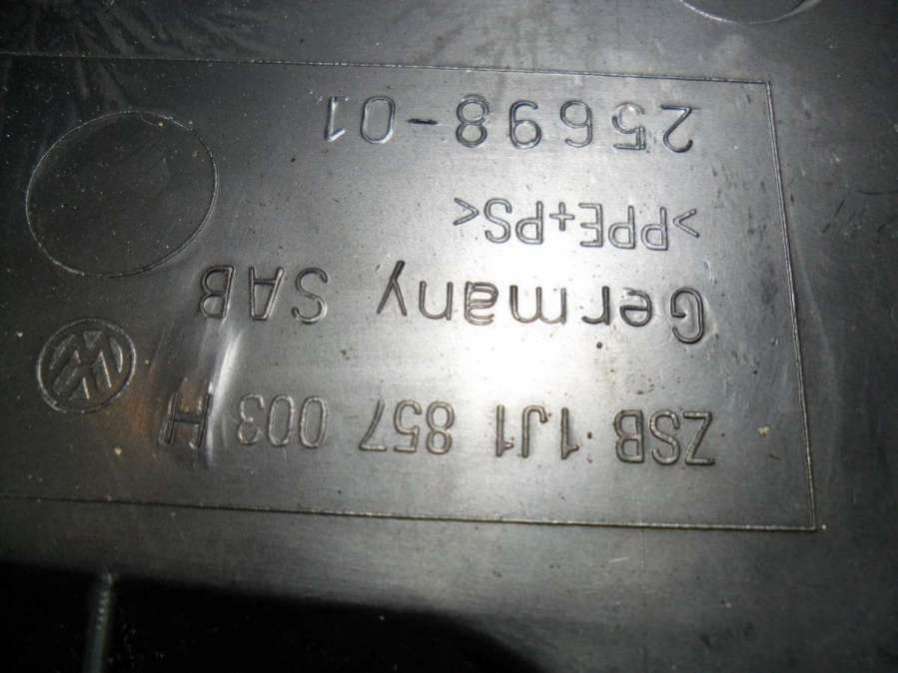 ZSB 1J1 857 003 H
Germany SAB
>PPE+PS<
25698-01